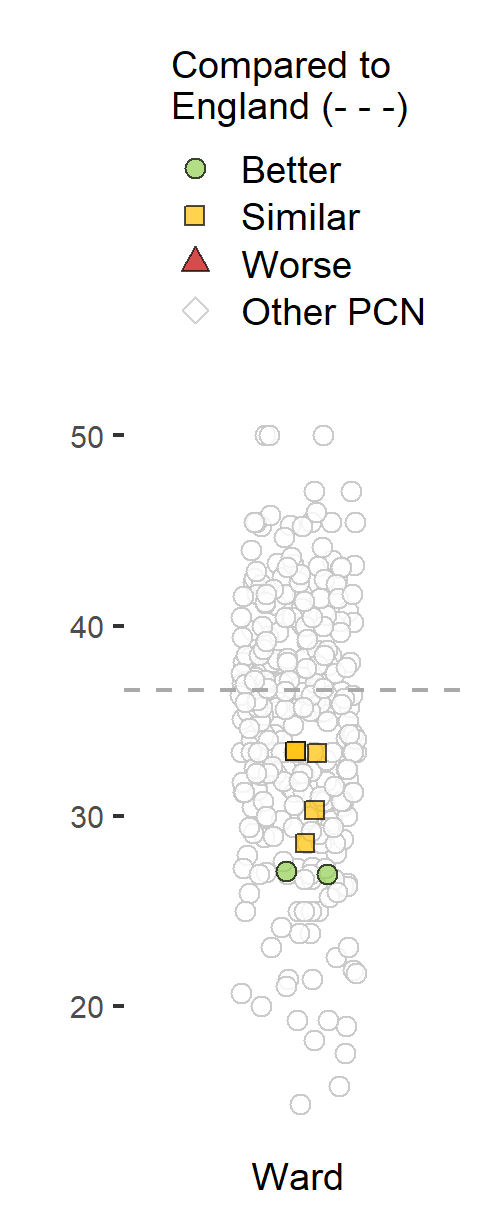 Compared to
England (- - -)
Better
Similar
Worse
Other PCN
50
40
30
20
Ward